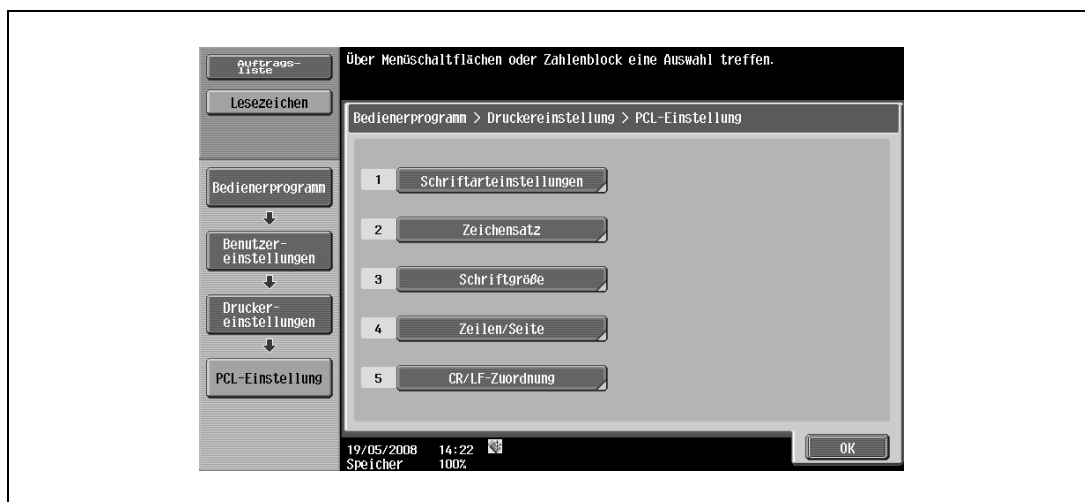 Auftrags-
liste
Lesezeichen
Bedienerprogramm
Benutzer-
einstellungen
Drucker-
einstellungen
PCL-Einstellung
Über Menüschaltflächen oder Zahlenblock eine Auswahl treffen.
Bedienerprogramm > Druckereinstellung > PCL-Einstellung
1 Schriftarteinstellungen
2 Zeichensatz
3 Schriftgröße
4 Zeilen/Seite
5 CR/LF-Zuordnung
19/05/2008 14:22
Speicher 100%
OK